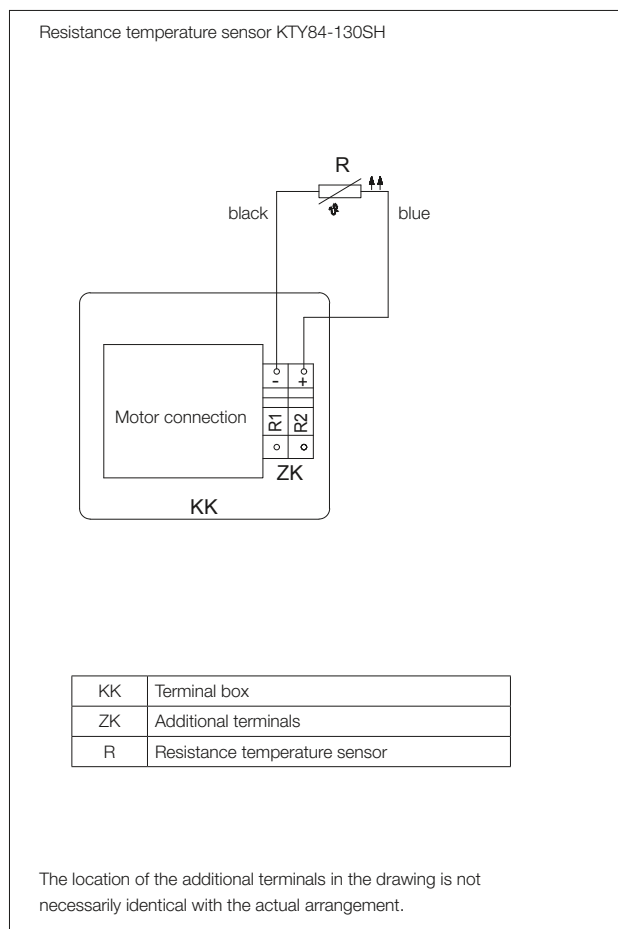 Resistance temperature sensor KTY84-130SH
R
black
blue
- +
Motor connection
R1 R2
ZK
KK
KK Terminal box
ZK Additional terminals
R Resistance temperature sensor
The location of the additional terminals in the drawing is not
necessarily identical with the actual arrangement.